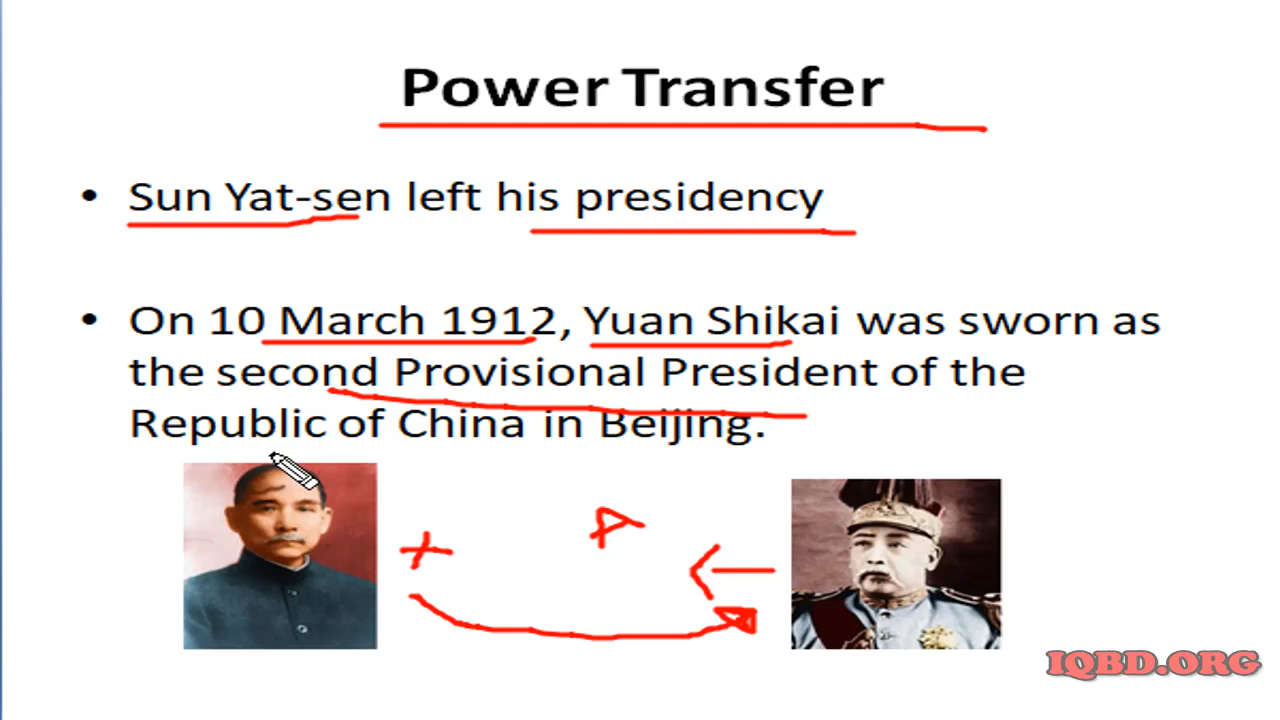 Power Transfer
• Sun Yat-sen left his presidency
• On 10 March 1912, Yuan Shikai was sworn as
the second Provisional President of the
Republic of China in Beijing.
P
IQBD.ORG